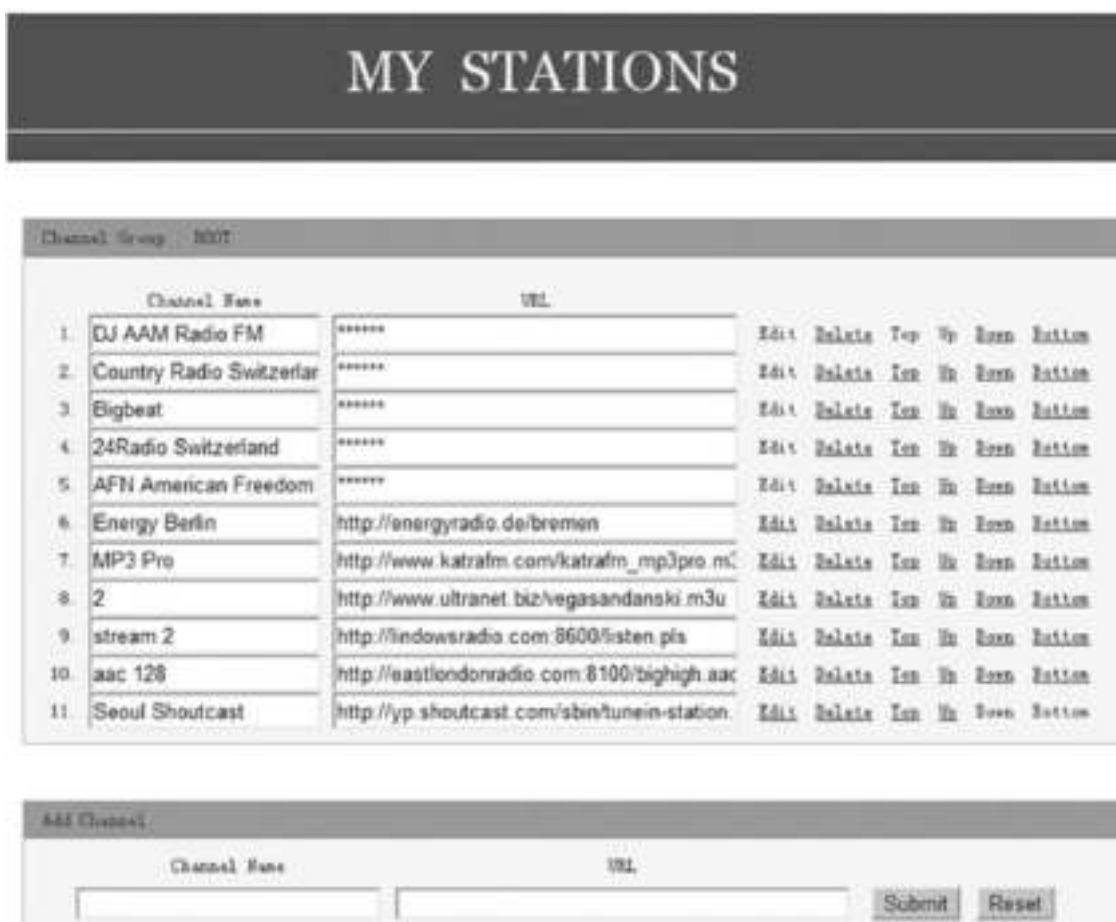 MY STATIONS
Channel Group ROOT
Channel Name URL
1. DJ AAM Radio FM ****** Edit Delete Top Up Down Bottom
2. Country Radio Switzerlar ****** Edit Delete Top Up Down Bottom
3. Bigbeat ****** Edit Delete Top Up Down Bottom
4. 24Radio Switzerland ****** Edit Delete Top Up Down Bottom
5. AFN American Freedom ****** Edit Delete Top Up Down Bottom
6. Energy Berlin http://energyradio.de/bremen Edit Delete Top Up Down Bottom
7. MP3 Pro http://www.katrafm.com/katrafm_mp3pro.m3 Edit Delete Top Up Down Bottom
8. 2 http://www.ultranet.biz/vegasandanski.m3u Edit Delete Top Up Down Bottom
9. stream 2 http://lindowsradio.com:8600/listen.pls Edit Delete Top Up Down Bottom
10. aac 128 http://eastlondonradio.com:8100/bighigh.aac Edit Delete Top Up Down Bottom
11. Seoul Shoutcast http://yp.shoutcast.com/sbin/tunein-station. Edit Delete Top Up Down Bottom
Add Channel
Channel Name URL
Submit Reset